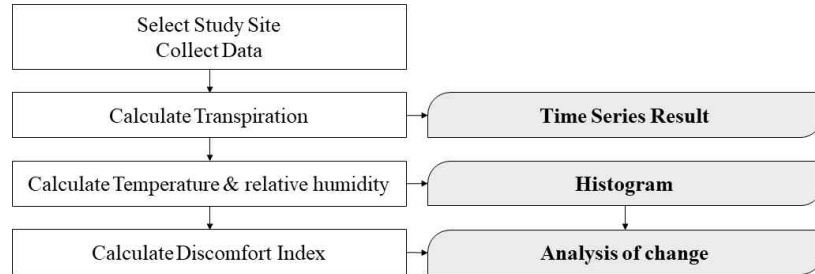 Select Study Site
Collect Data
Calculate Transpiration
Time Series Result
Calculate Temperature & relative humidity
Histogram
Calculate Discomfort Index
Analysis of change